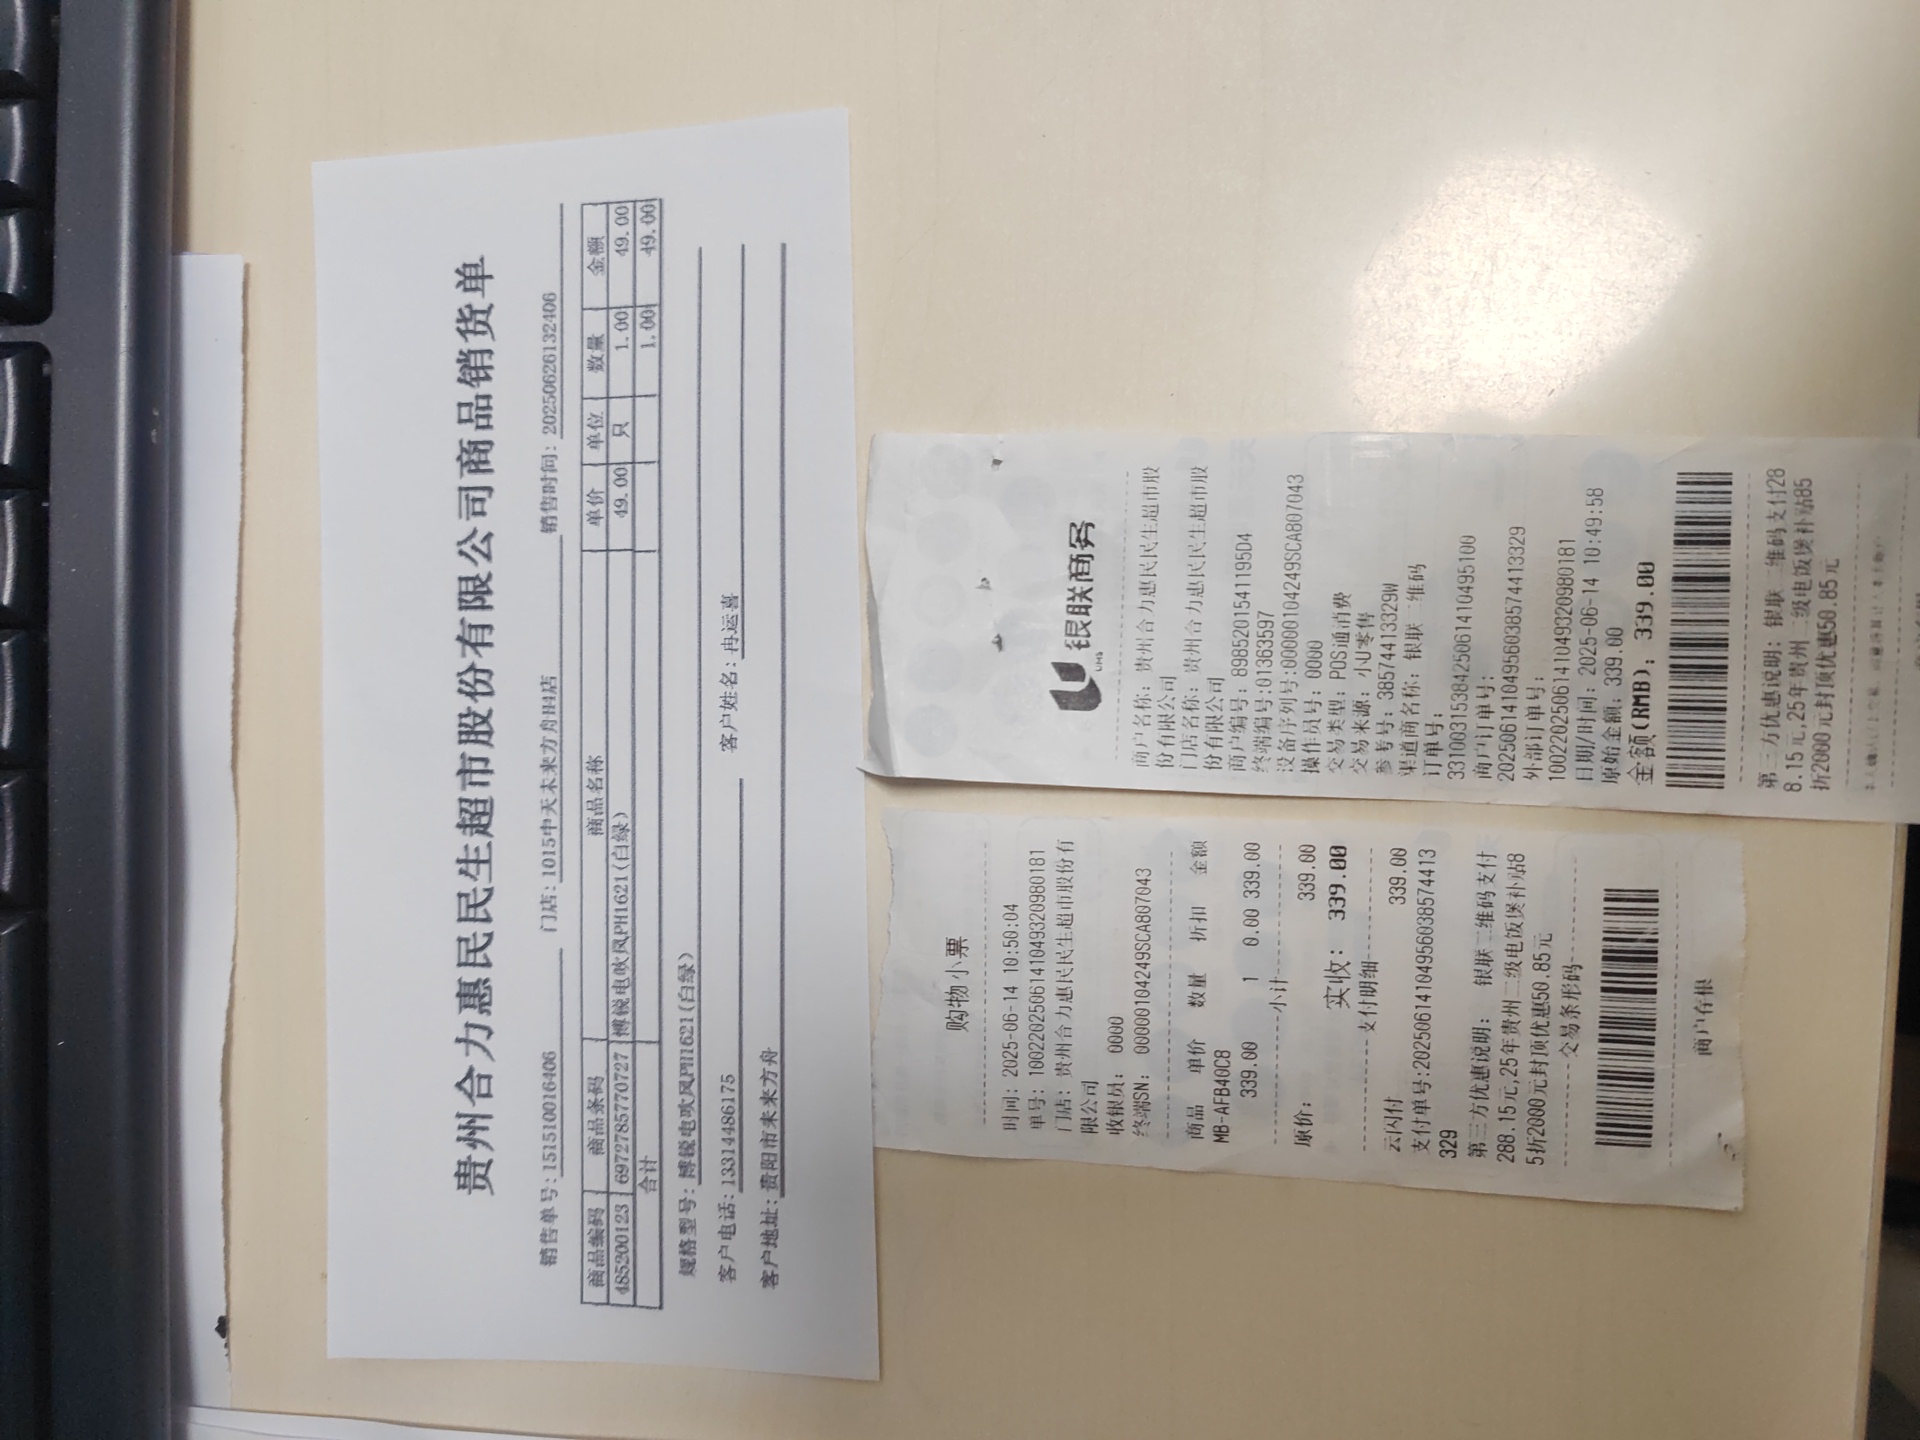 贵州合力惠民民生超市股份有限公司商品销货单
销售单号: 151510016406 门店: 1015中天未来方舟H4店 销售时间: 20250626132406
商品编码 商品条码 商品名称 单价 单位 数量 金额
485200123 6972785770727 博锐电吹风PH1621(白绿) 49.00 只 1.00 49.00
合计 1.00 49.00
规格型号: 博锐电吹风PH1621(白绿)
客户电话: 13314486175 客户姓名: 冉运喜
客户地址: 贵阳市未来方舟
购物小票
时间: 2025-06-14 10:50:04
单号: 10022025061410493209801​81
门店: 贵州合力惠民民生超市股份有
限公司
收银员: 0000
终端SN: 00000104249SCA807043
商品 单价 数量 折扣 金额
MB-AFB40C8
339.00 1 0.00 339.00
小计
原价: 339.00
实收: 339.00
支付明细
云闪付 339.00
支付单号:20250614104956038574413
329
第三方优惠说明: 银联二维码支付
288.15元,25年贵州二级电饭煲补贴8
5折2000元封顶优惠50.85元
交易条形码
商户存根
银联商务
UMS
商户名称: 贵州合力惠民民生超市股
份有限公司
门店名称: 贵州合力惠民民生超市股
份有限公司
商户编号: 8985201541195D4
终端编号:01363597
设备序列号:00000104249SCA807043
操作员号: 0000
交易类型: POS通消费
交易来源: 小U零售
参考号: 38574413329W
渠道商名称: 银联二维码
订单号:
33100315384250614104951​00
商户订单号:
20250614104956038574413329
外部订单号:
1002202506141049320980181
日期/时间: 2025-06-14 10:49:58
原始金额: 339.00
金额(RMB): 339.00
第三方优惠说明: 银联二维码支付28
8.15元,25年贵州二级电饭煲补贴85
折2000元封顶优惠50.85元